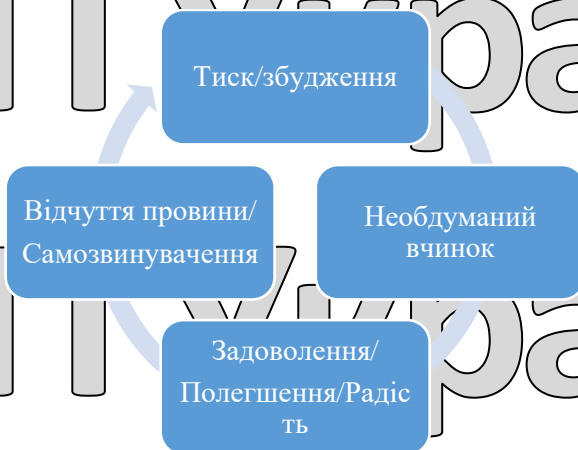 Тиск/збудження
Необдуманий
вчинок
Задоволення/
Полегшення/Радіс
ть
Відчуття провини/
Самозвинувачення